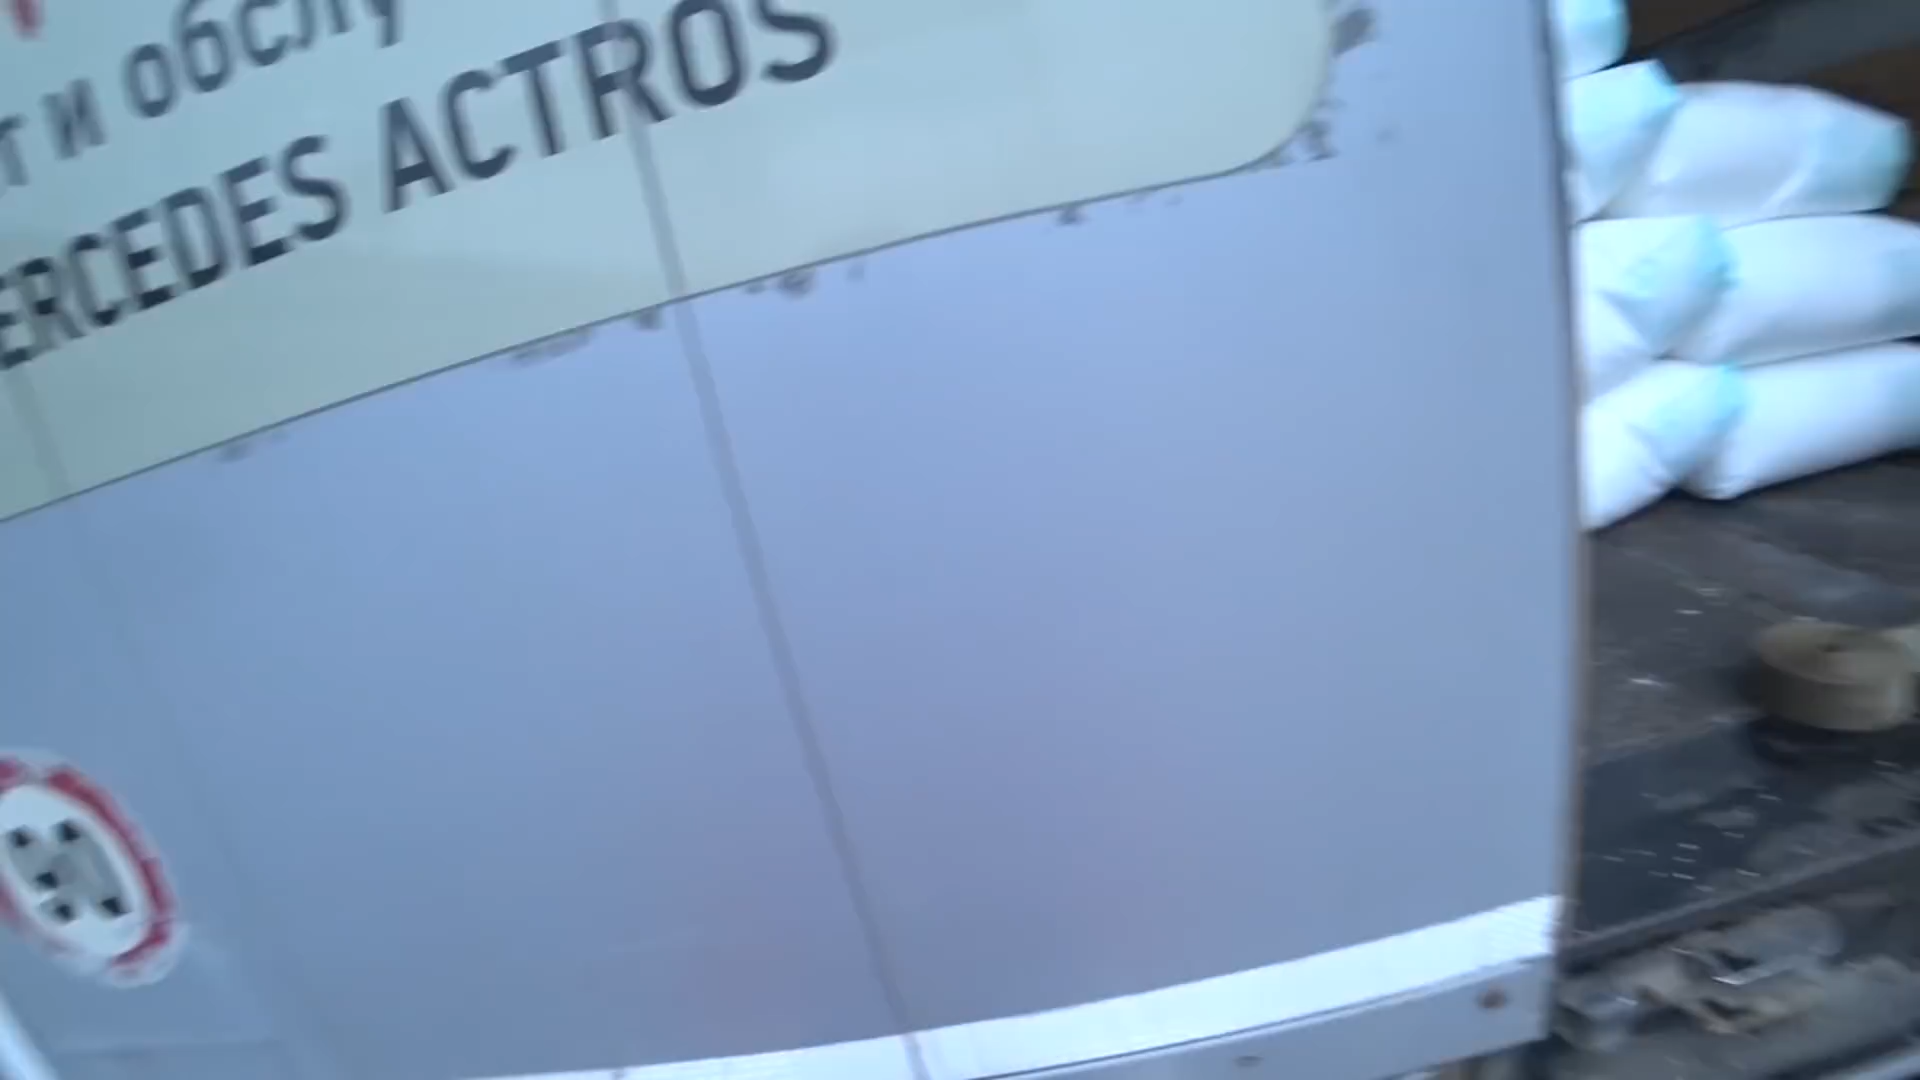 т и обслу
ERCEDES ACTROS